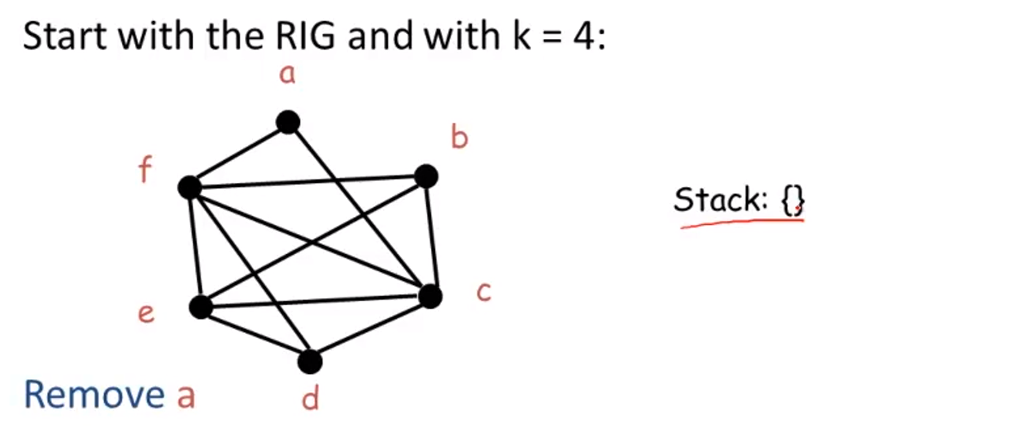 Start with the RIG and with k = 4:
a
b
f
Stack: {}
c
e
Remove a
d